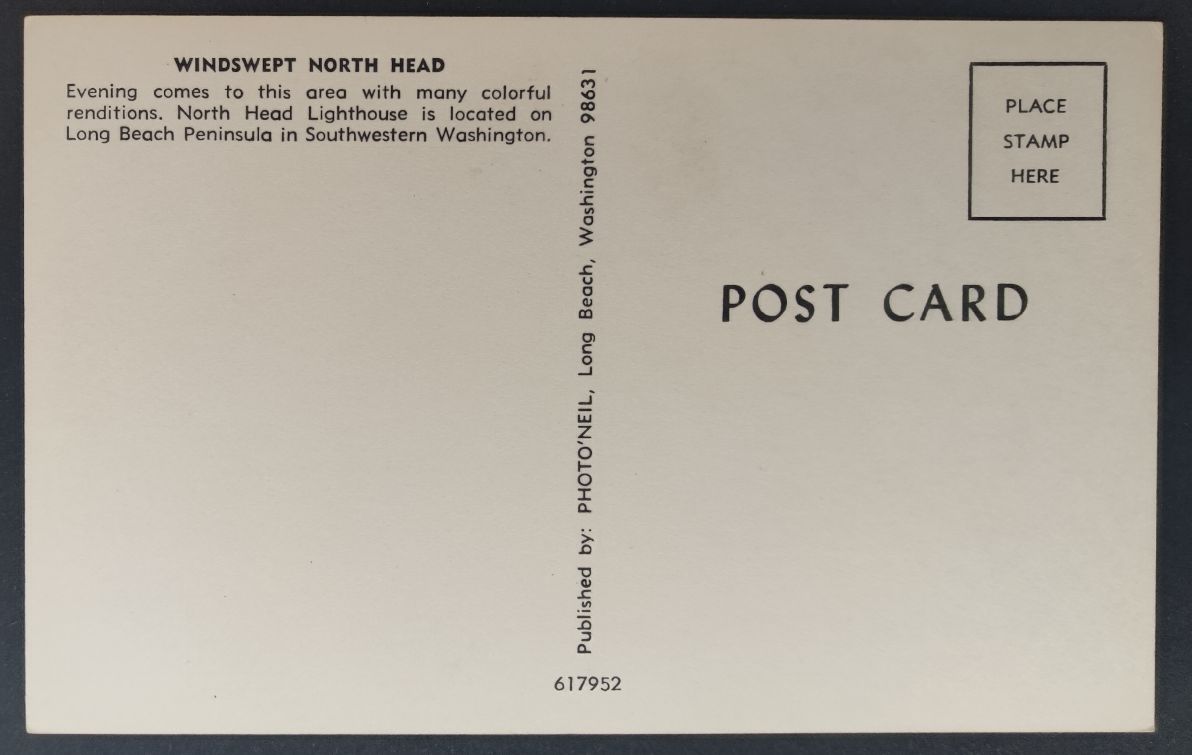 WINDSWEPT NORTH HEAD
Evening comes to this area with many colorful
renditions. North Head Lighthouse is located on
Long Beach Peninsula in Southwestern Washington.
Published by: PHOTO'NEIL, Long Beach, Washington 98631
617952
PLACE
STAMP
HERE
POST CARD